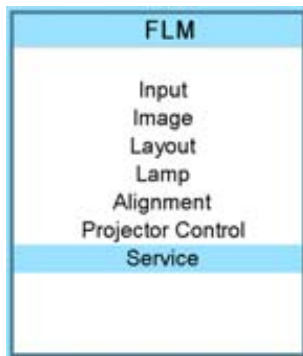 FLM
Input
Image
Layout
Lamp
Alignment
Projector Control
Service